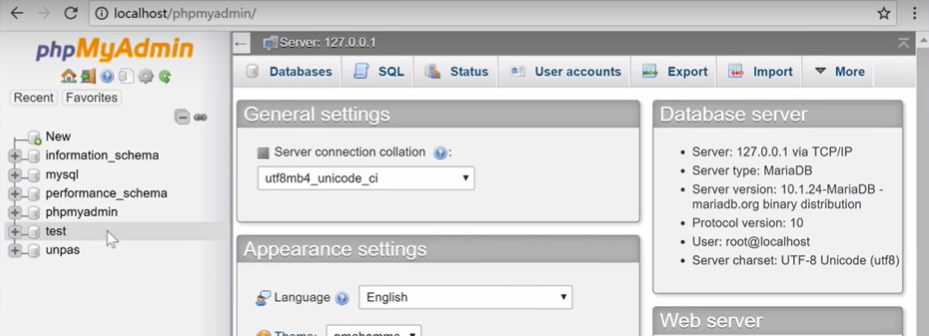 localhost/phpmyadmin/
phpMyAdmin
Recent Favorites
New
information_schema
mysql
performance_schema
phpmyadmin
test
unpas
Server: 127.0.0.1
Databases SQL Status User accounts Export Import More
General settings
Server connection collation :
utf8mb4_unicode_ci
Appearance settings
Language English
Theme: pmahomme
Database server
Server: 127.0.0.1 via TCP/IP
Server type: MariaDB
Server version: 10.1.24-MariaDB -
mariadb.org binary distribution
Protocol version: 10
User: root@localhost
Server charset: UTF-8 Unicode (utf8)
Web server